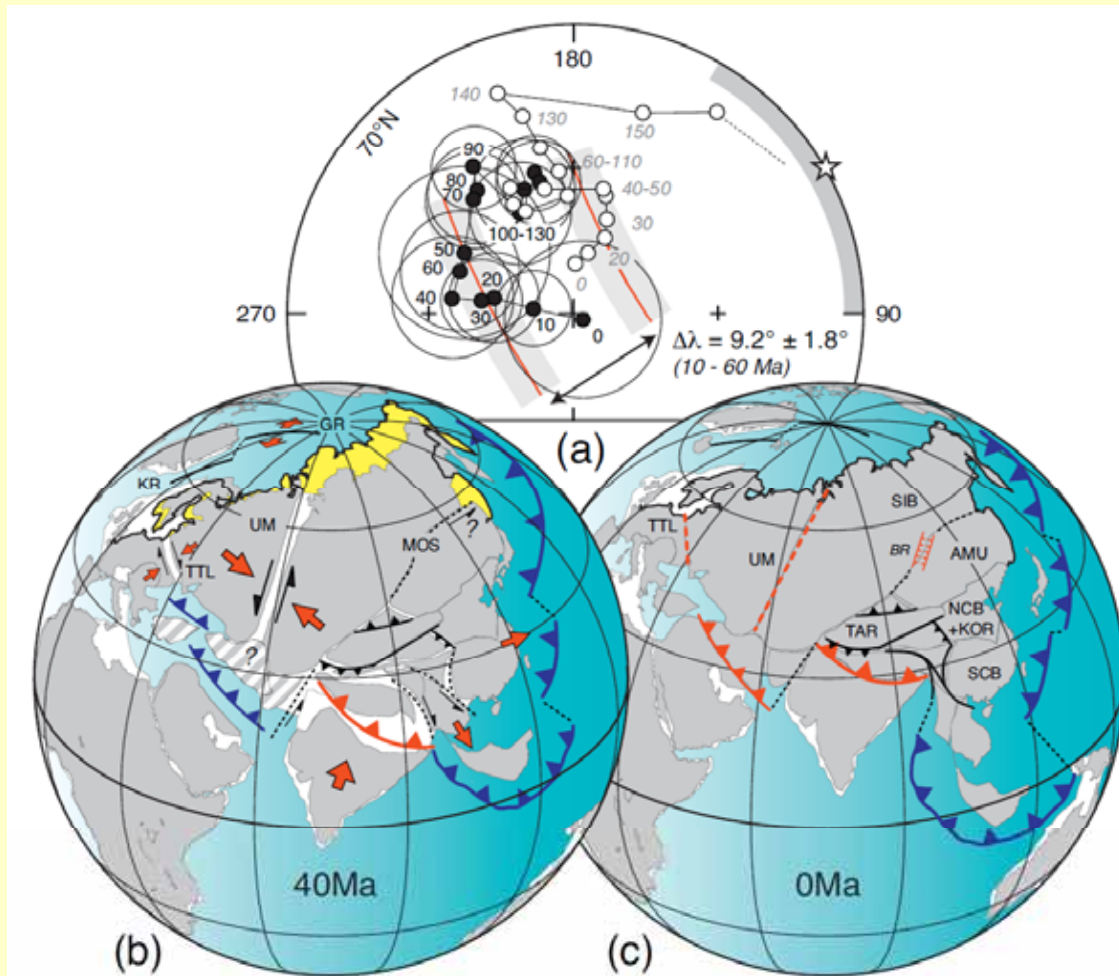 180
140
130
150
70°N
90
80
70
60-110
40-50
100-130
30
50
60
20
20
0
40
30
10
0
270
90
Δλ = 9.2° ± 1.8°
(10 - 60 Ma)
(a)
GR
KR
UM
TTL
MOS
?
?
40Ma
(b)
TTL
UM
SIB
BR
AMU
TAR
NCB
+KOR
SCB
0Ma
(c)